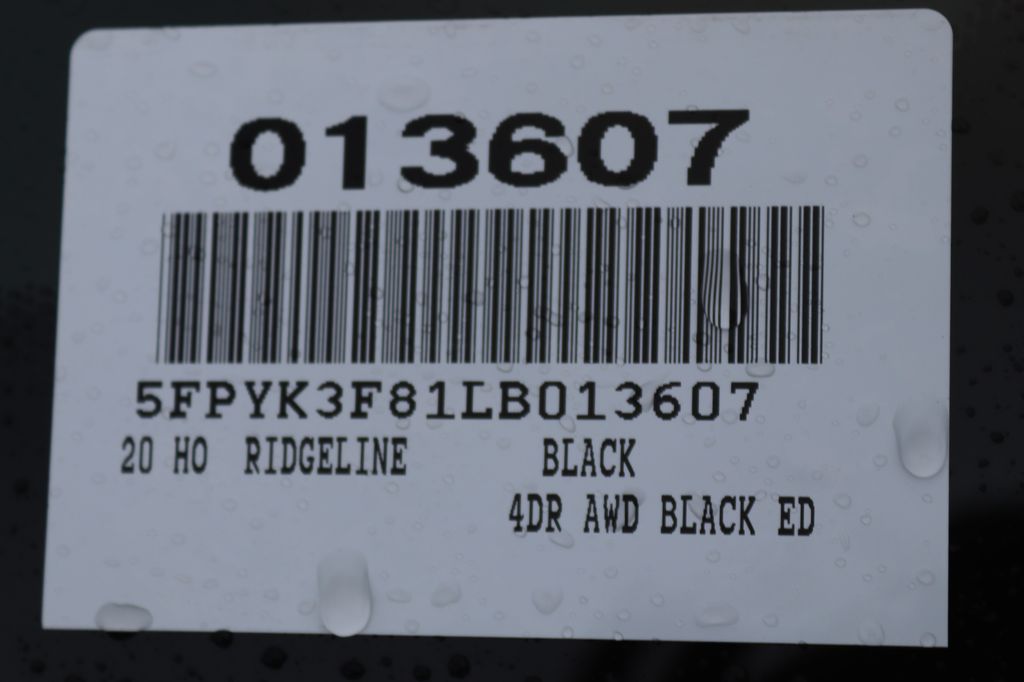 013607
5FPYK3F81LB013607
20 HO RIDGELINE BLACK
4DR AWD BLACK ED